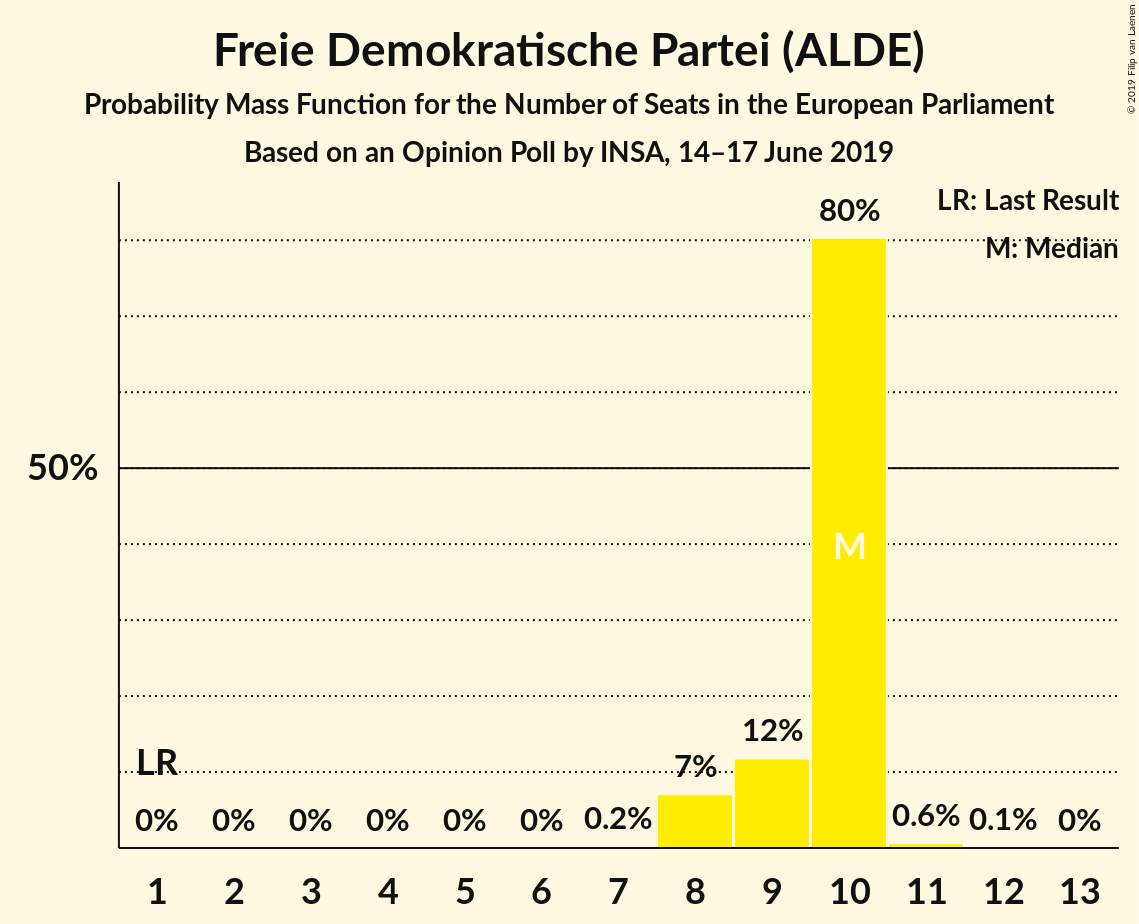 Freie Demokratische Partei (ALDE)
Probability Mass Function for the Number of Seats in the European Parliament
Based on an Opinion Poll by INSA, 14–17 June 2019
© 2019 Filip van Laenen
LR: Last Result
M: Median
80%
50%
M
12%
7%
LR
0% 0% 0% 0% 0% 0% 0.2% 0.6% 0.1% 0%
1 2 3 4 5 6 7 8 9 10 11 12 13